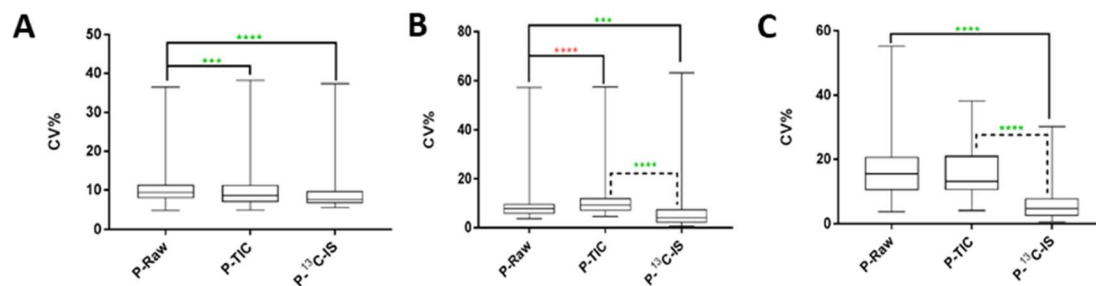 A
CV%
50
40
30
20
10
0
****
***
P-Raw
P-TIC
P-¹³C-IS
B
CV%
80
60
40
20
0
***
****
****
P-Raw
P-TIC
P-¹³C-IS
C
CV%
60
40
20
0
****
****
P-Raw
P-TIC
P-¹³C-IS